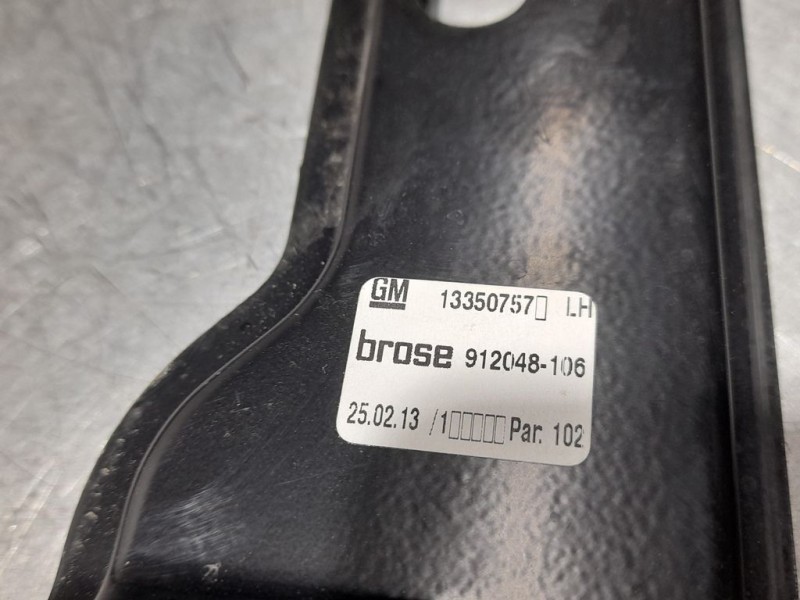 GM 13350757▯ LH
brose 912048-106
25.02.13 /1▯▯▯▯▯ Par. 102